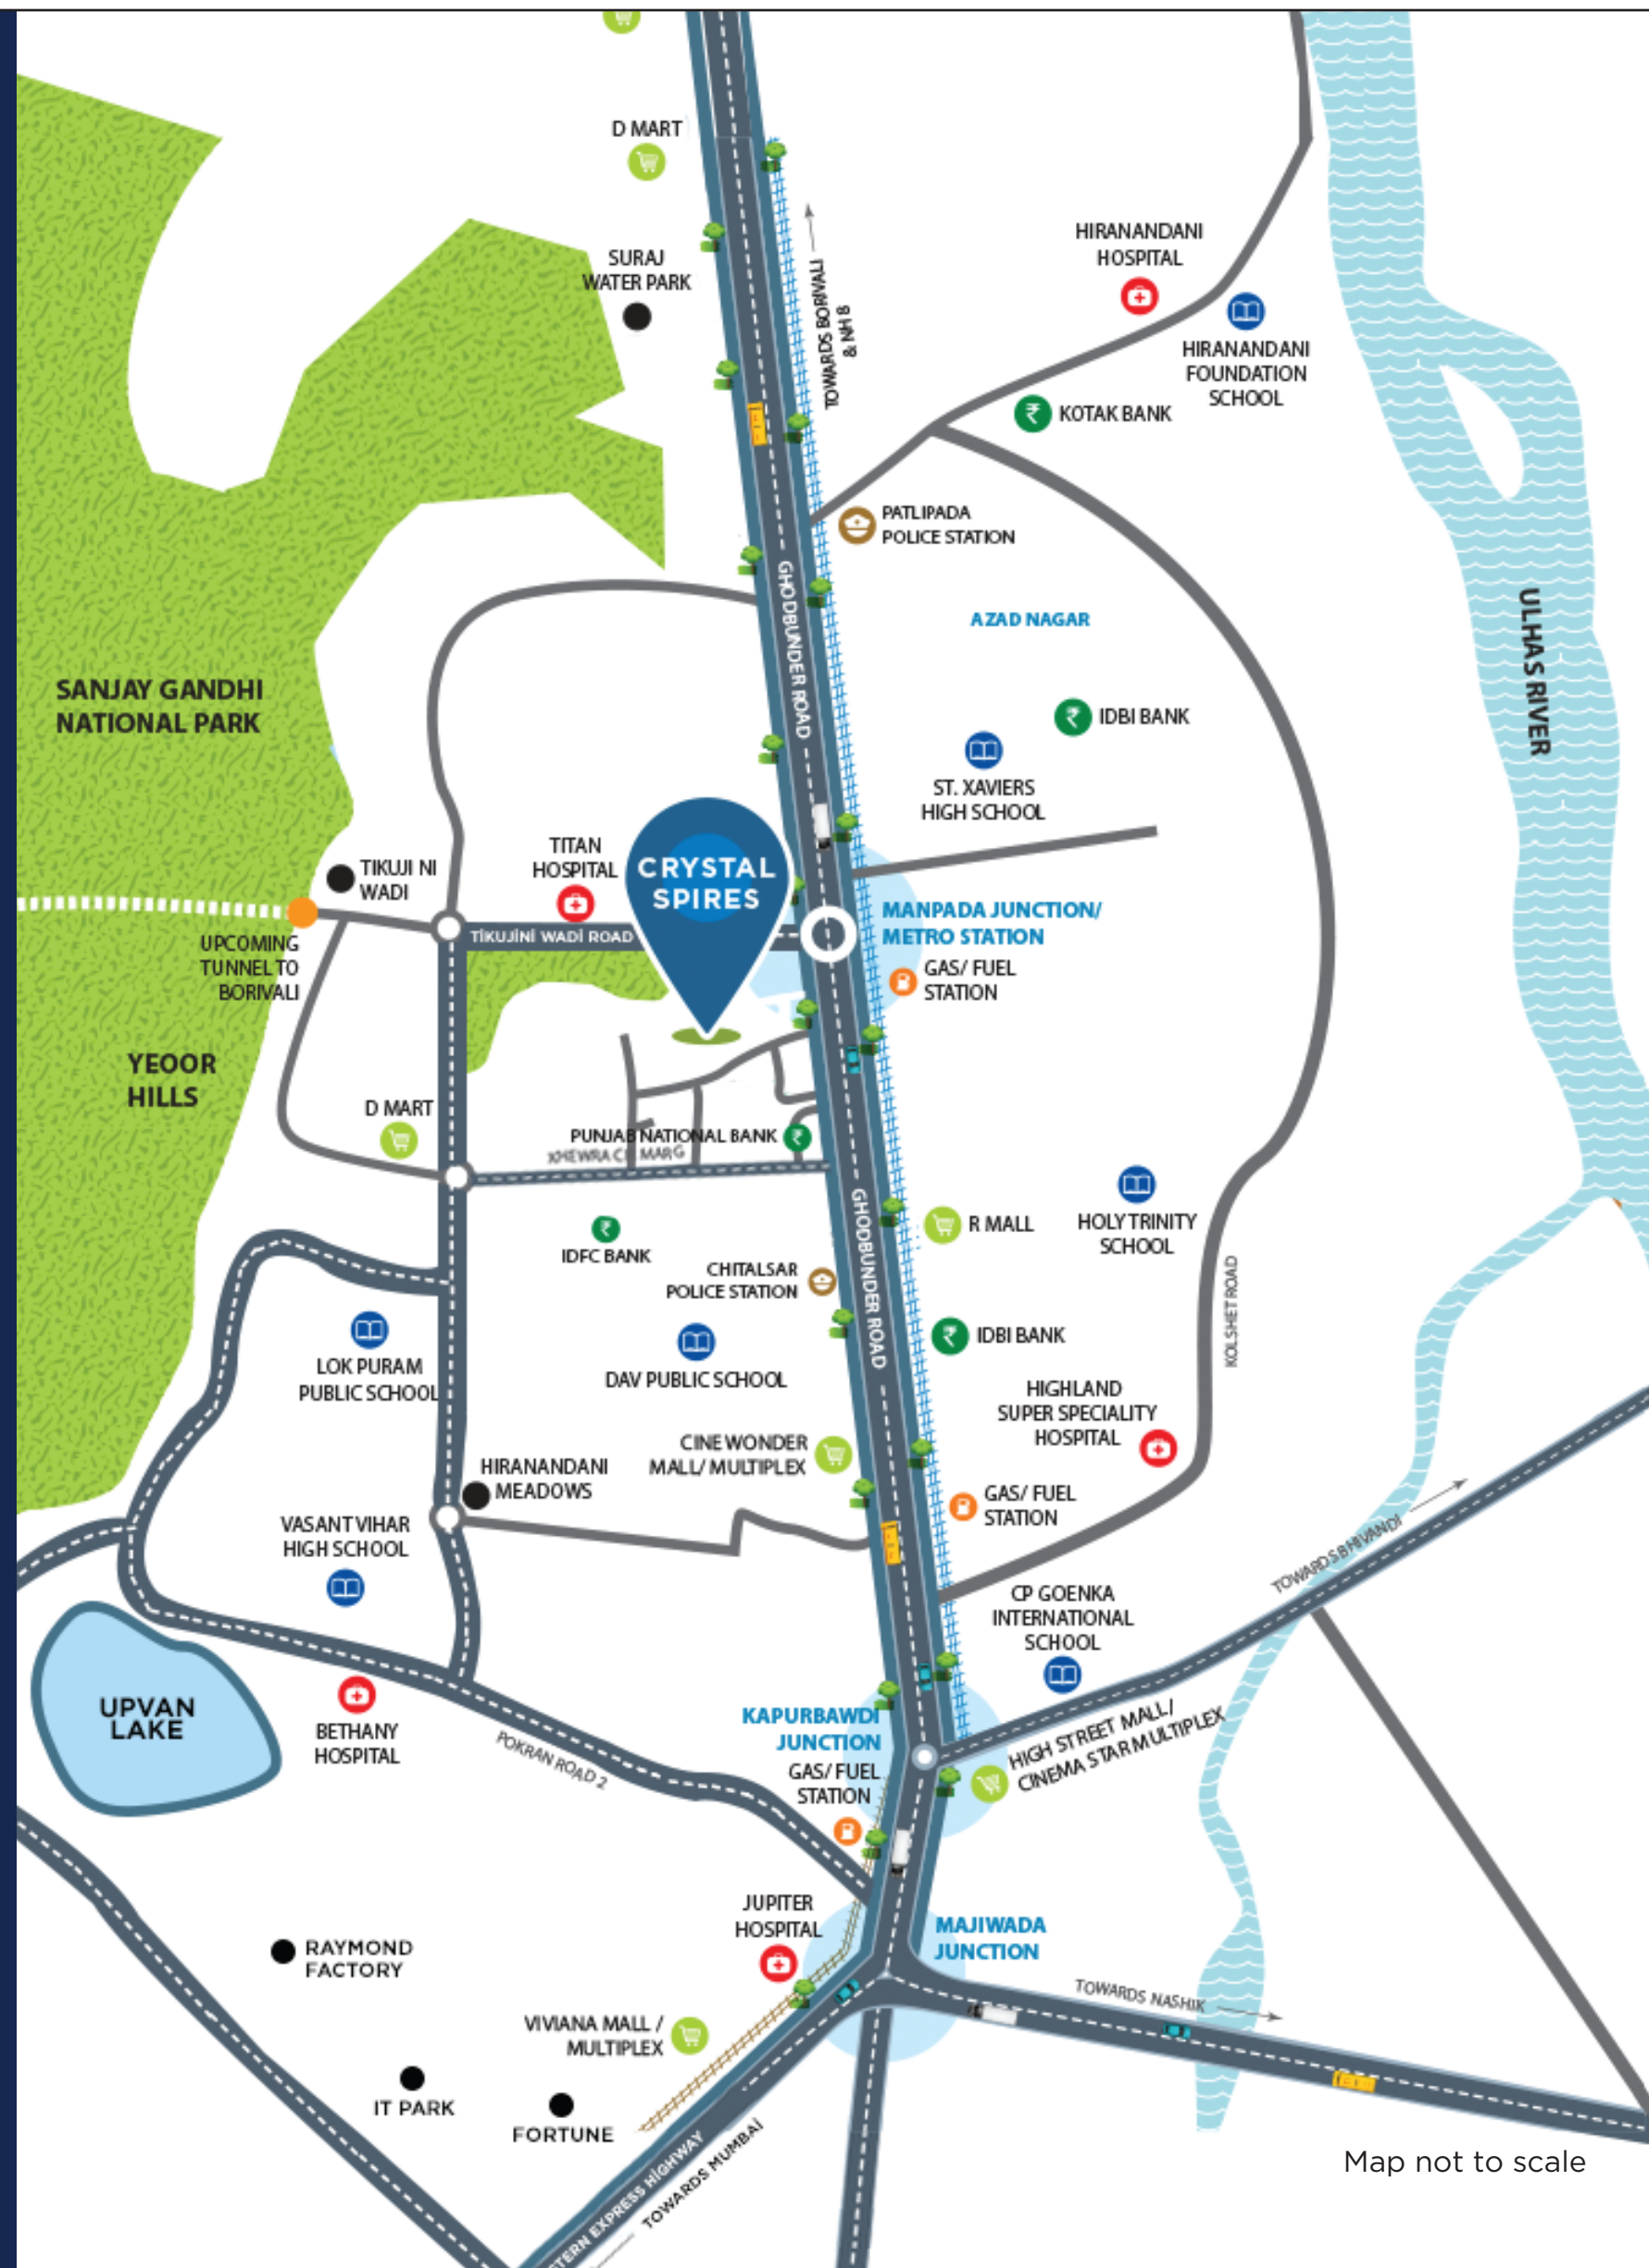 D MART
SURAJ
WATER PARK
TOWARDS BORIVALI
& NH 8
HIRANANDANI
HOSPITAL
HIRANANDANI
FOUNDATION
SCHOOL
KOTAK BANK
PATLIPADA
POLICE STATION
GHODBUNDER ROAD
AZAD NAGAR
ULHAS RIVER
SANJAY GANDHI
NATIONAL PARK
IDBI BANK
ST. XAVIERS
HIGH SCHOOL
TITAN
HOSPITAL
CRYSTAL
SPIRES
TIKUJI NI
WADI
TIKUJINI WADI ROAD
MANPADA JUNCTION/
METRO STATION
UPCOMING
TUNNEL TO
BORIVALI
GAS/ FUEL
STATION
YEOOR
HILLS
D MART
PUNJAB NATIONAL BANK
MARG
GHODBUNDER ROAD
R MALL
HOLY TRINITY
SCHOOL
IDFC BANK
CHITALSAR
POLICE STATION
KOLSHET ROAD
LOK PURAM
PUBLIC SCHOOL
DAV PUBLIC SCHOOL
IDBI BANK
HIGHLAND
SUPER SPECIALITY
HOSPITAL
CINE WONDER
MALL/ MULTIPLEX
HIRANANDANI
MEADOWS
GAS/ FUEL
STATION
VASANT VIHAR
HIGH SCHOOL
TOWARDS BHIVANDI
CP GOENKA
INTERNATIONAL
SCHOOL
UPVAN
LAKE
BETHANY
HOSPITAL
POKRAN ROAD 2
KAPURBAWDI
JUNCTION
GAS/ FUEL
STATION
HIGH STREET MALL/
CINEMA STAR MULTIPLEX
JUPITER
HOSPITAL
MAJIWADA
JUNCTION
RAYMOND
FACTORY
TOWARDS NASHIK
VIVIANA MALL /
MULTIPLEX
IT PARK
FORTUNE
EXPRESS HIGHWAY
TOWARDS MUMBAI
Map not to scale